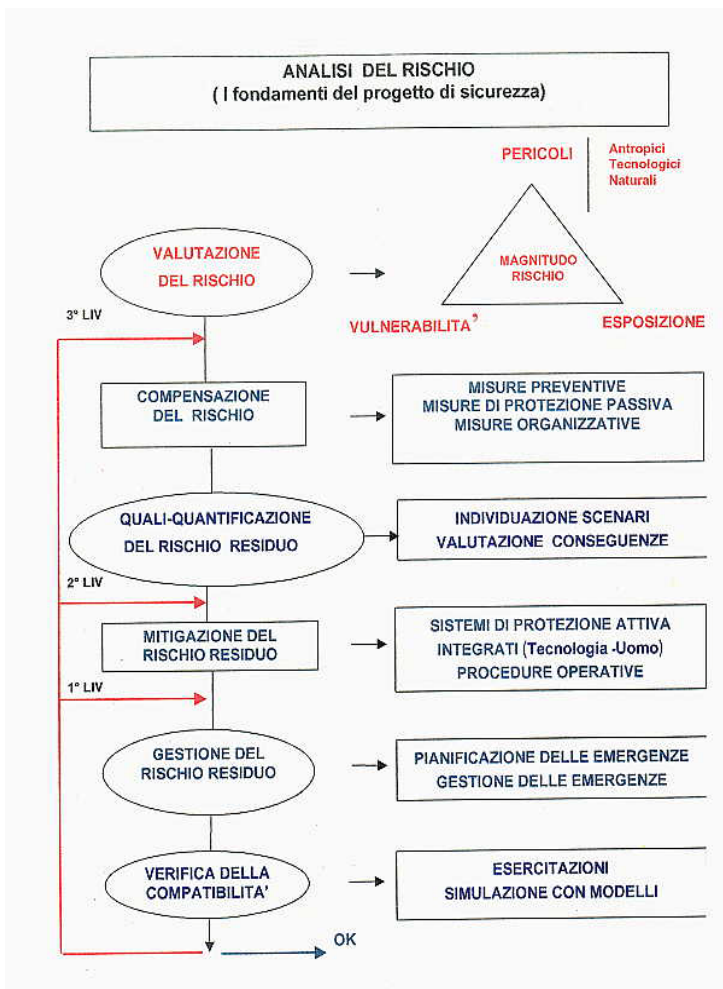 ANALISI DEL RISCHIO
( I fondamenti del progetto di sicurezza)
PERICOLI
Antropici
Tecnologici
Naturali
VALUTAZIONE
DEL RISCHIO
MAGNITUDO
RISCHIO
VULNERABILITA’
ESPOSIZIONE
3° LIV
COMPENSAZIONE
DEL RISCHIO
MISURE PREVENTIVE
MISURE DI PROTEZIONE PASSIVA
MISURE ORGANIZZATIVE
QUALI-QUANTIFICAZIONE
DEL RISCHIO RESIDUO
INDIVIDUAZIONE SCENARI
VALUTAZIONE CONSEGUENZE
2° LIV
MITIGAZIONE DEL
RISCHIO RESIDUO
SISTEMI DI PROTEZIONE ATTIVA
INTEGRATI (Tecnologia -Uomo)
PROCEDURE OPERATIVE
1° LIV
GESTIONE DEL
RISCHIO RESIDUO
PIANIFICAZIONE DELLE EMERGENZE
GESTIONE DELLE EMERGENZE
VERIFICA DELLA
COMPATIBILITA’
ESERCITAZIONI
SIMULAZIONE CON MODELLI
OK